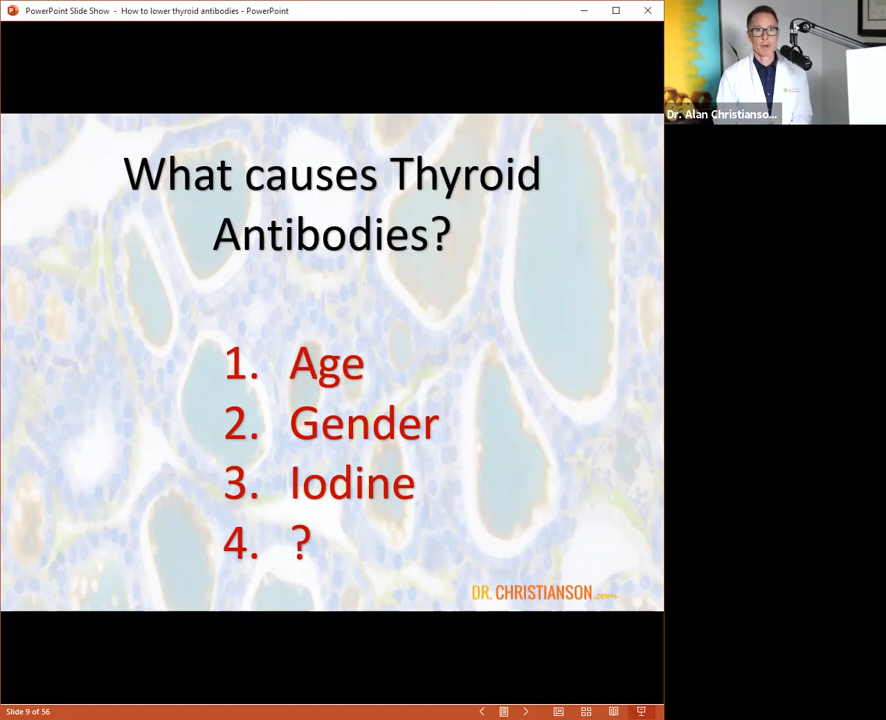 PowerPoint Slide Show - How to lower thyroid antibodies - PowerPoint
Dr. Alan Christianso...
What causes Thyroid
Antibodies?
1. Age
2. Gender
3. Iodine
4. ?
DR. CHRISTIANSON.com
Slide 9 of 56